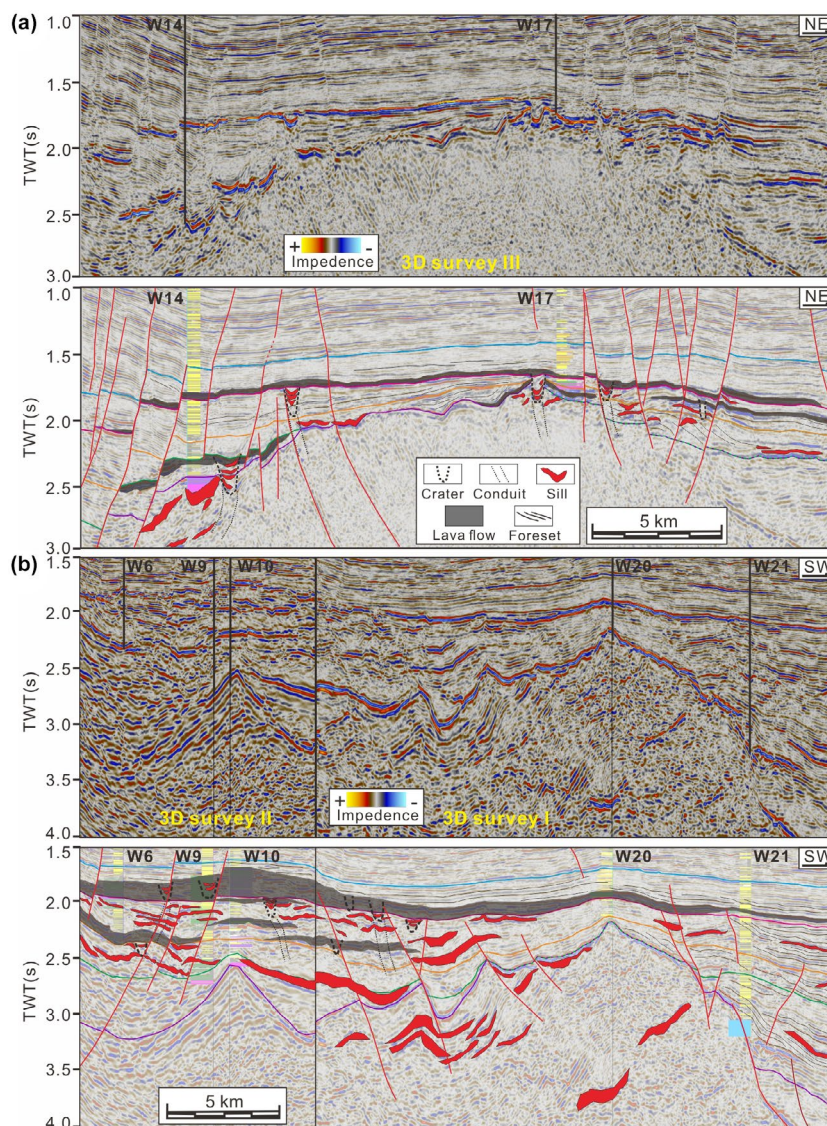 (a)
W14 W17 NE
1.0
1.5
2.0
2.5
3.0
TWT(s)
+ -
Impedence
3D survey III
W14 W17 NE
1.0
1.5
2.0
2.5
3.0
TWT(s)
Crater Conduit Sill
Lava flow Foreset
5 km
(b)
W6 W9 W10 W20 W21 SW
1.5
2.0
2.5
3.0
3.5
4.0
TWT(s)
+ -
Impedence
3D survey II 3D survey I
W6 W9 W10 W20 W21 SW
1.5
2.0
2.5
3.0
3.5
4.0
TWT(s)
5 km